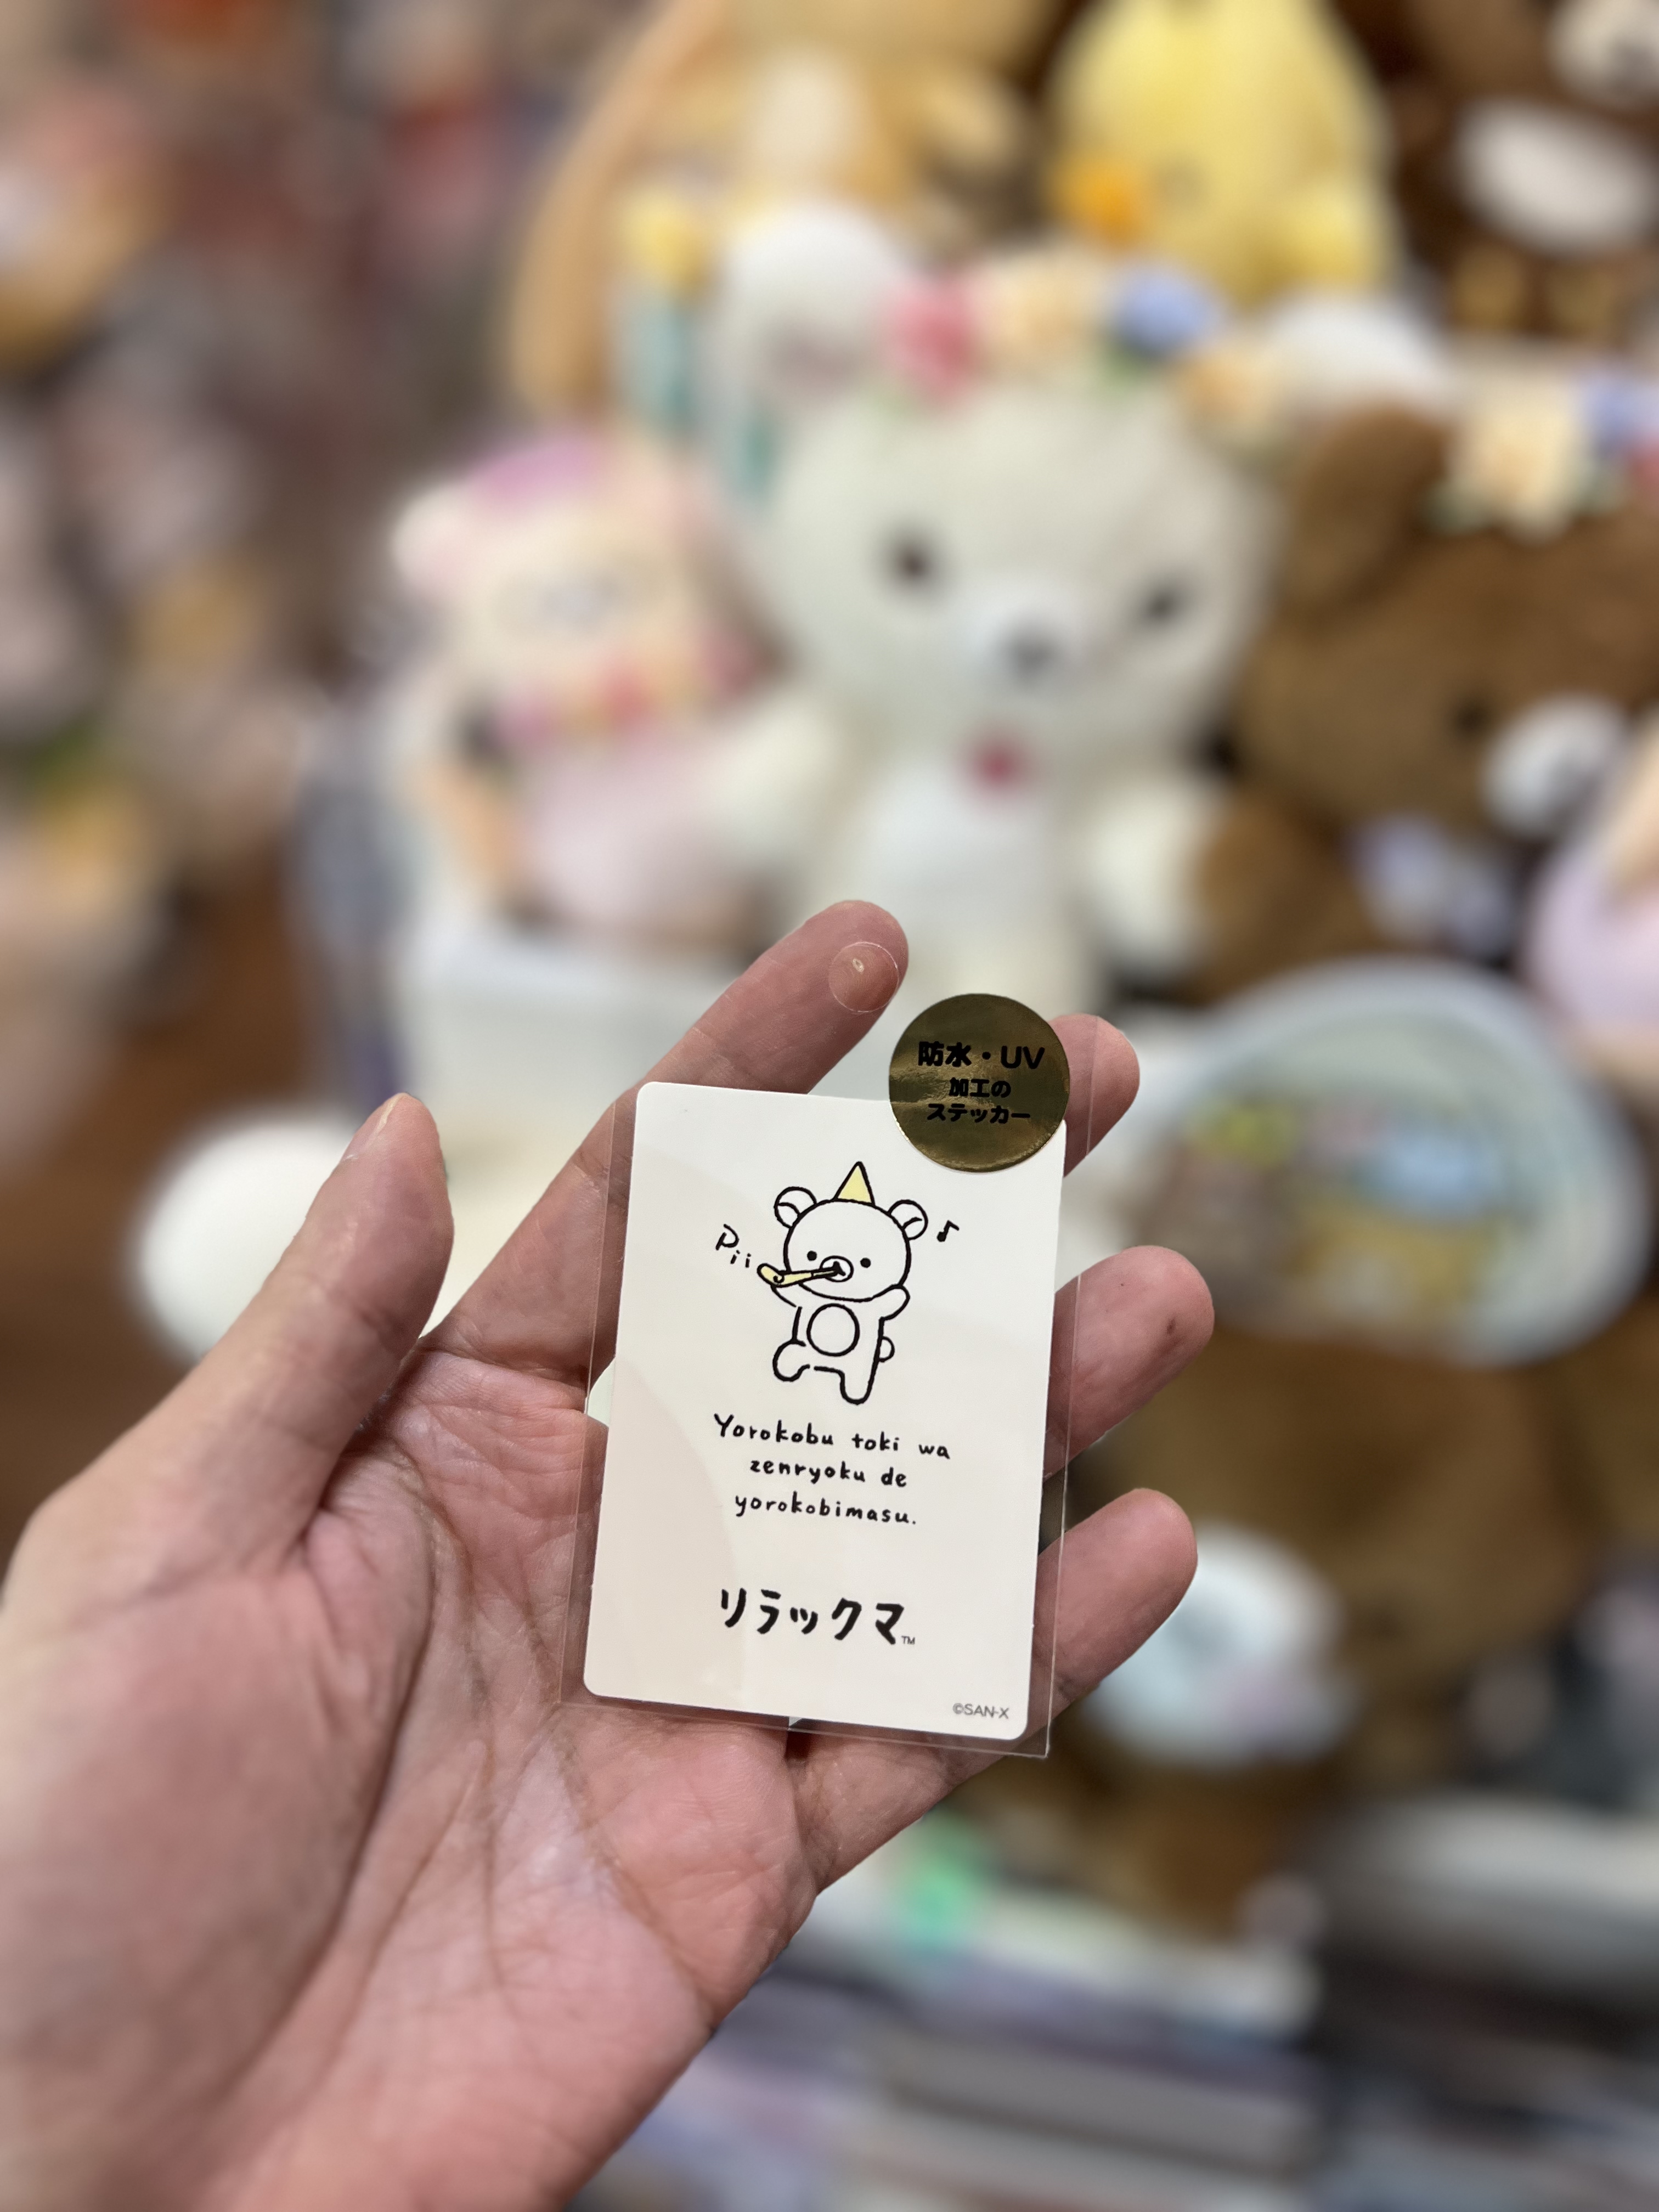 防水・UV
加工の
ステッカー
Pii
Yorokobu toki wa
zenryoku de
yorokobimasu.
リラックマ™
©SAN-X